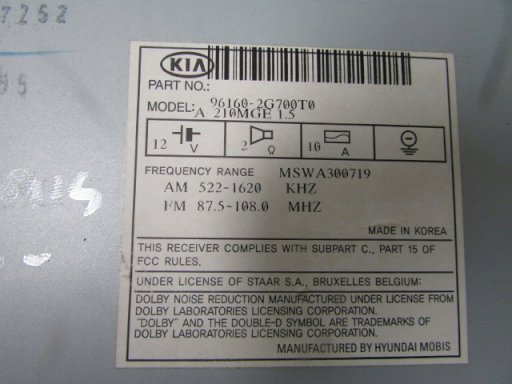 7252
KIA
PART NO.:
96160-2G700T0
MODEL: A 210MGE 1.5
12 V 2 Ω 10 A
FREQUENCY RANGE MSWA300719
AM 522~1620 KHZ
FM 87.5-108.0 MHZ
MADE IN KOREA
THIS RECEIVER COMPLIES WITH SUBPART C., PART 15 OF
FCC RULES.
UNDER LICENSE OF STAAR S.A., BRUXELLES BELGIUM:
DOLBY NOISE REDUCTION MANUFACTURED UNDER LICENSE FROM
DOLBY LABORATORIES LICENSING CORPORATION.
"DOLBY" AND THE DOUBLE-D SYMBOL ARE TRADEMARKS OF
DOLBY LABORATORIES LICENSING CORPORATION.
MANUFACTURED BY HYUNDAI MOBIS